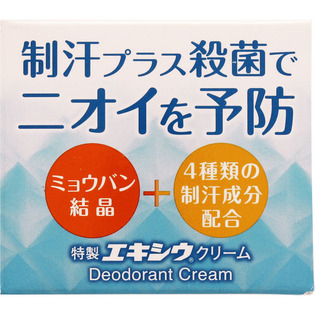 制汗プラス殺菌で
ニオイを予防
ミョウバン
結晶
+
4種類の
制汗成分
配合
特製エキシウ®クリーム
Deodorant Cream